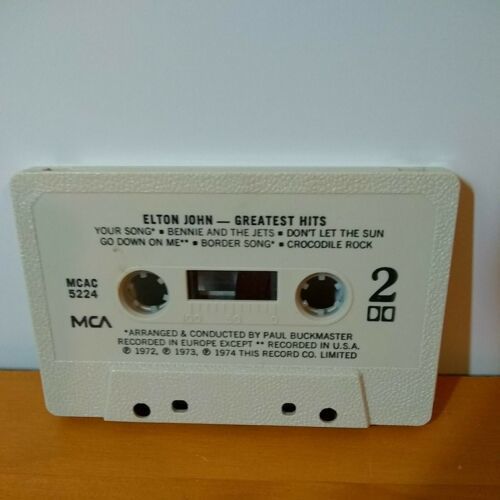 ELTON JOHN — GREATEST HITS
YOUR SONG* ■ BENNIE AND THE JETS ■ DON'T LET THE SUN
GO DOWN ON ME** ■ BORDER SONG* ■ CROCODILE ROCK
MCAC
5224
2
MCA
*ARRANGED & CONDUCTED BY PAUL BUCKMASTER
RECORDED IN EUROPE EXCEPT ** RECORDED IN U.S.A.
℗ 1972, ℗ 1973, ℗ 1974 THIS RECORD CO. LIMITED